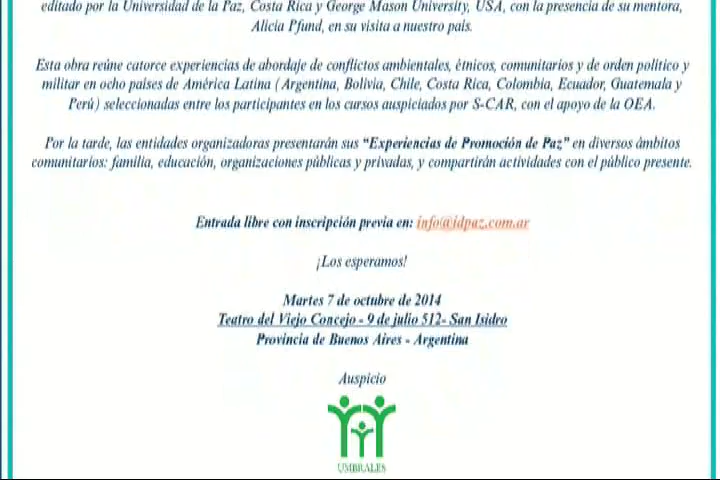 editado por la Universidad de la Paz, Costa Rica y George Mason University, USA, con la presencia de su mentora,
Alicia Pfund, en su visita a nuestro país.
Esta obra reúne catorce experiencias de abordaje de conflictos ambientales, étnicos, comunitarios y de orden político y
militar en ocho países de América Latina (Argentina, Bolivia, Chile, Costa Rica, Colombia, Ecuador, Guatemala y
Perú) seleccionadas entre los participantes en los cursos auspiciados por S-CAR, con el apoyo de la OEA.
Por la tarde, las entidades organizadoras presentarán sus "Experiencias de Promoción de Paz" en diversos ámbitos
comunitarios: familia, educación, organizaciones públicas y privadas, y compartirán actividades con el público presente.
Entrada libre con inscripción previa en: info@idpaz.com.ar
¡Los esperamos!
Martes 7 de octubre de 2014
Teatro del Viejo Concejo - 9 de julio 512- San Isidro
Provincia de Buenos Aires - Argentina
Auspicio
UMBRALES